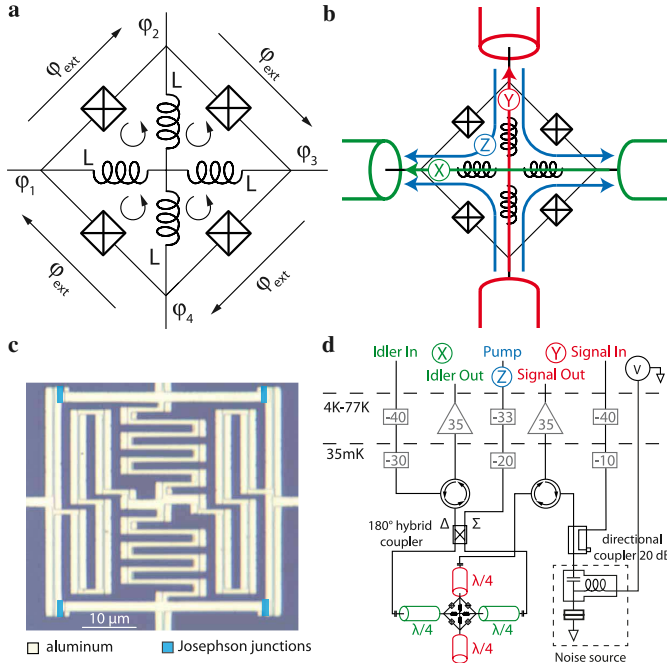 a
φ2
φext
φext
L
L
φ1
φ3
L
L
φext
φext
φ4
b
Y
Z
X
c
10 μm
aluminum
Josephson junctions
d
Idler In
X
Pump
Y
Signal In
V
Idler Out
Z
Signal Out
4K-77K
-40
35
-33
35
-40
35mK
-30
-20
-10
180° hybrid
coupler
Δ
Σ
directional
coupler 20 dB
λ/4
λ/4
λ/4
λ/4
Noise source